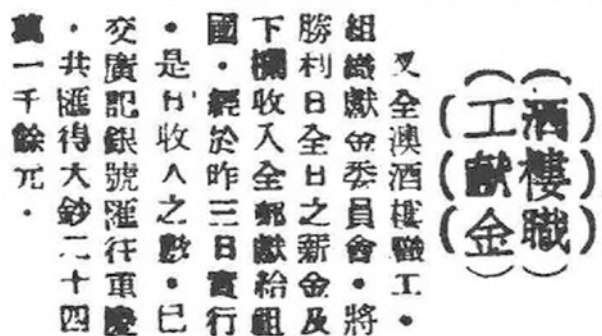 酒樓職
工獻金
又全澳酒樓職工。
組織獻金委員會。將
勝利日全日之薪金及
下欄收入全部獻給祖
國。經於昨三日實行
。是日收入之數。已
交廣記銀號匯往重慶
。共匯得大鈔二十四
萬一千餘元。